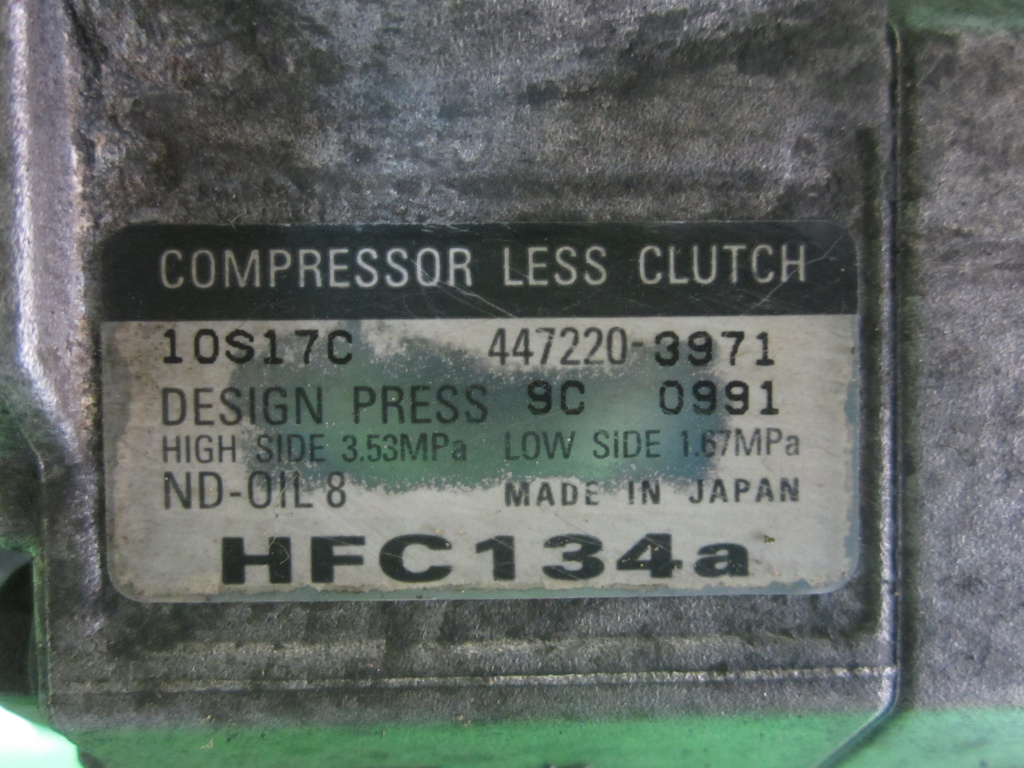 COMPRESSOR LESS CLUTCH
10S17C 447220-3971
DESIGN PRESS 9C 0991
HIGH SIDE 3.53MPa LOW SIDE 1.67MPa
ND-OIL 8 MADE IN JAPAN
HFC134a